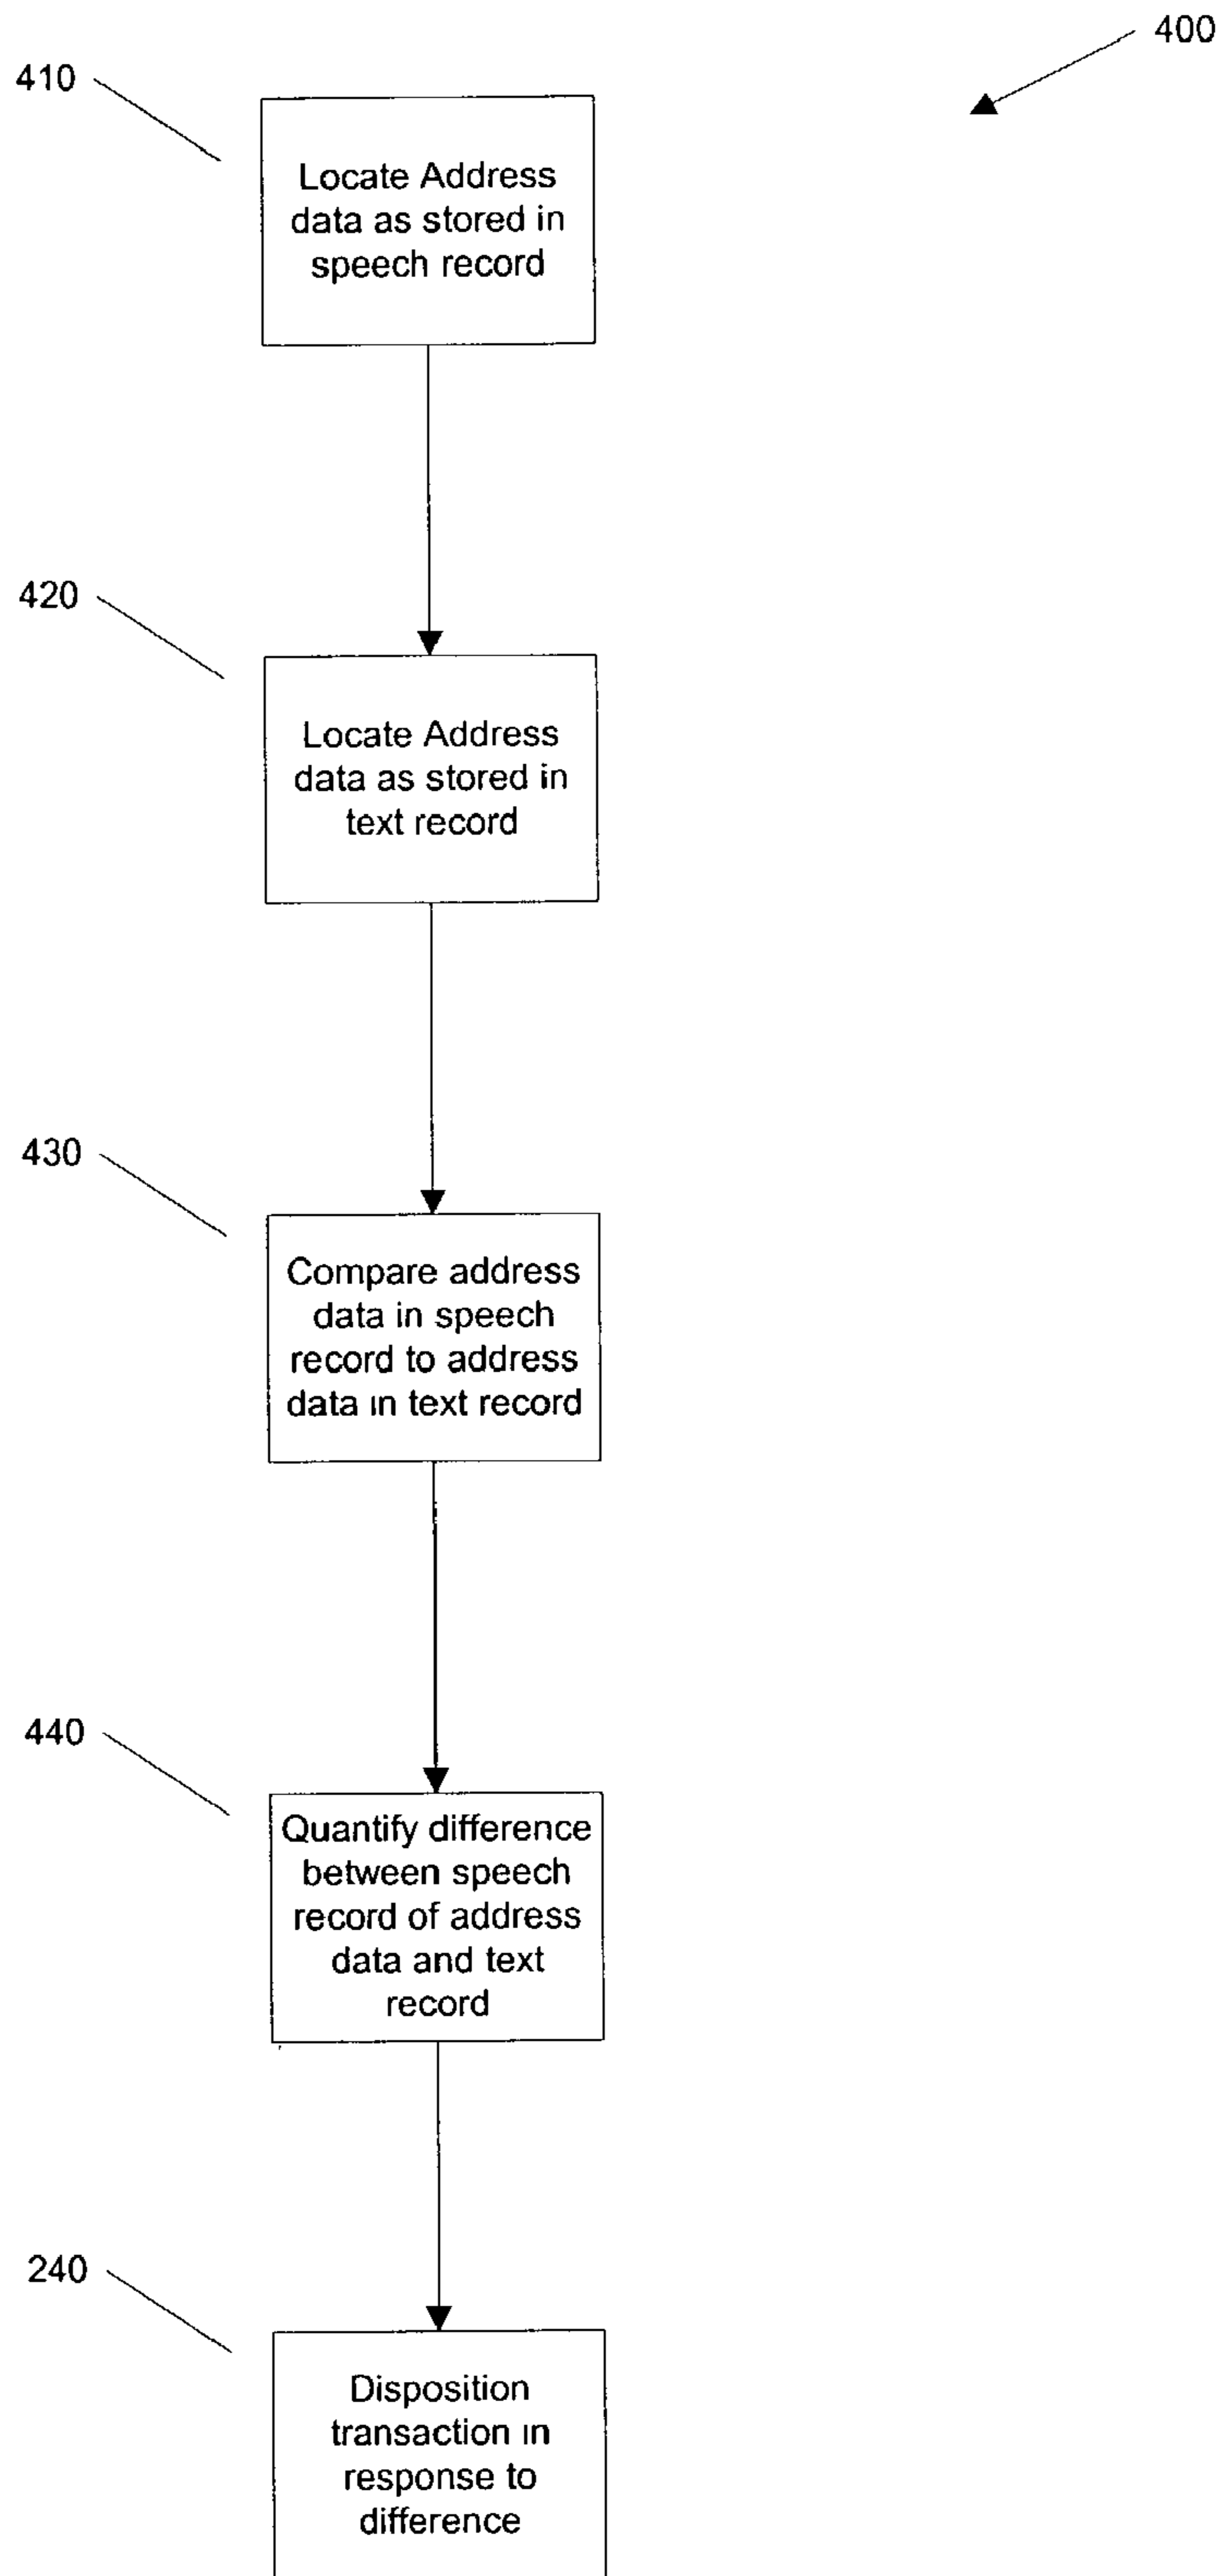 400
410
Locate Address
data as stored in
speech record
420
Locate Address
data as stored in
text record
430
Compare address
data in speech
record to address
data in text record
440
Quantify difference
between speech
record of address
data and text
record
240
Disposition
transaction in
response to
difference